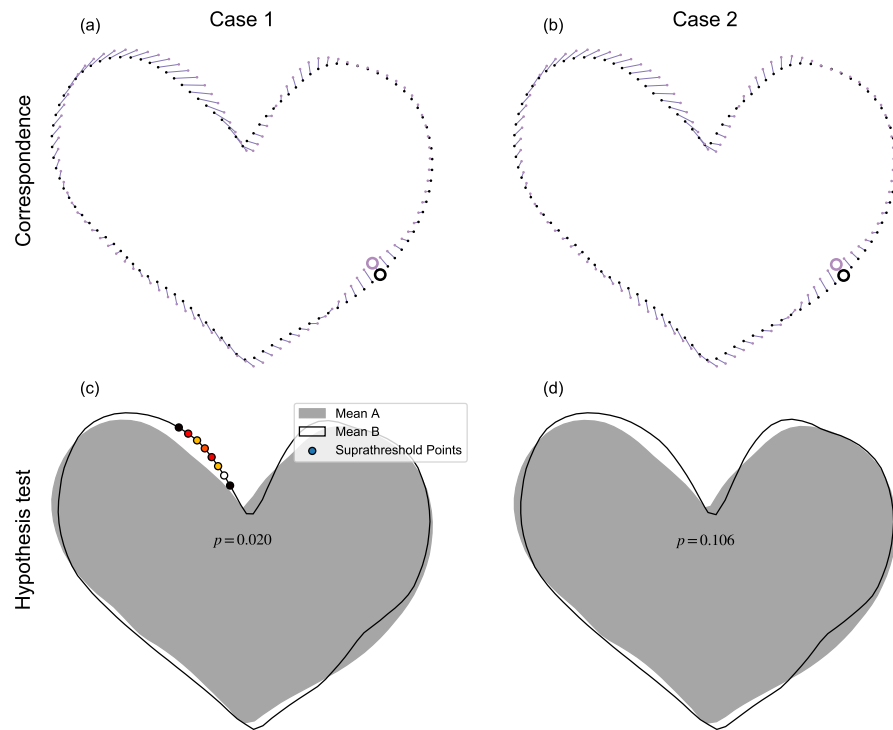 Case 1
Case 2
(a)
(b)
Correspondence
(c)
(d)
Mean A
Mean B
Suprathreshold Points
Hypothesis test
p = 0.020
p = 0.106